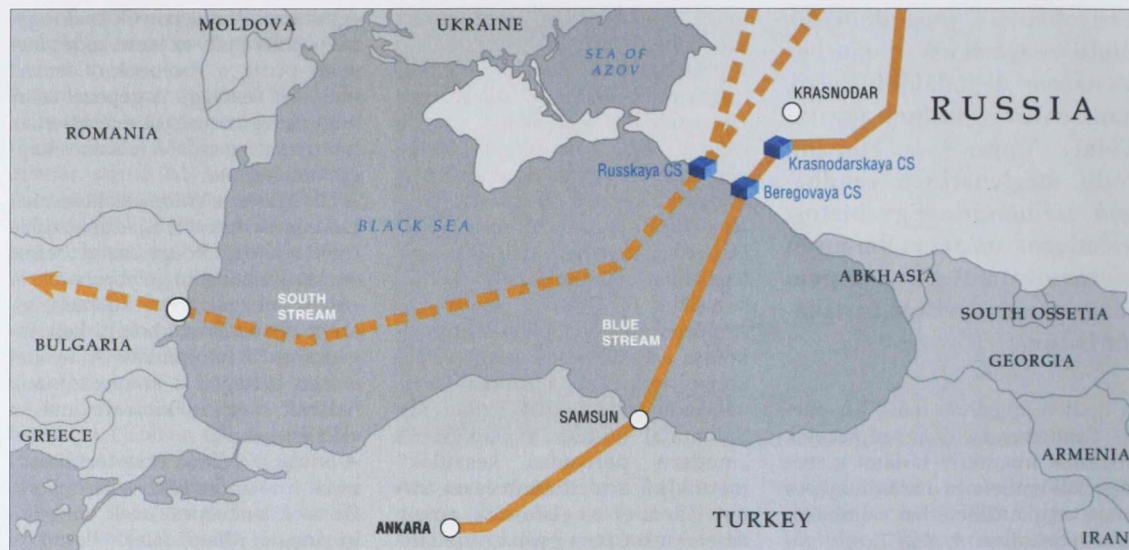 MOLDOVA
UKRAINE
SEA OF
AZOV
KRASNODAR
RUSSIA
ROMANIA
Russkaya CS
Krasnodarskaya CS
Beregovaya CS
BLACK SEA
ABKHASIA
SOUTH
STREAM
SOUTH OSSETIA
BLUE
STREAM
BULGARIA
GEORGIA
SAMSUN
GREECE
ARMENIA
ANKARA
TURKEY
IRAN